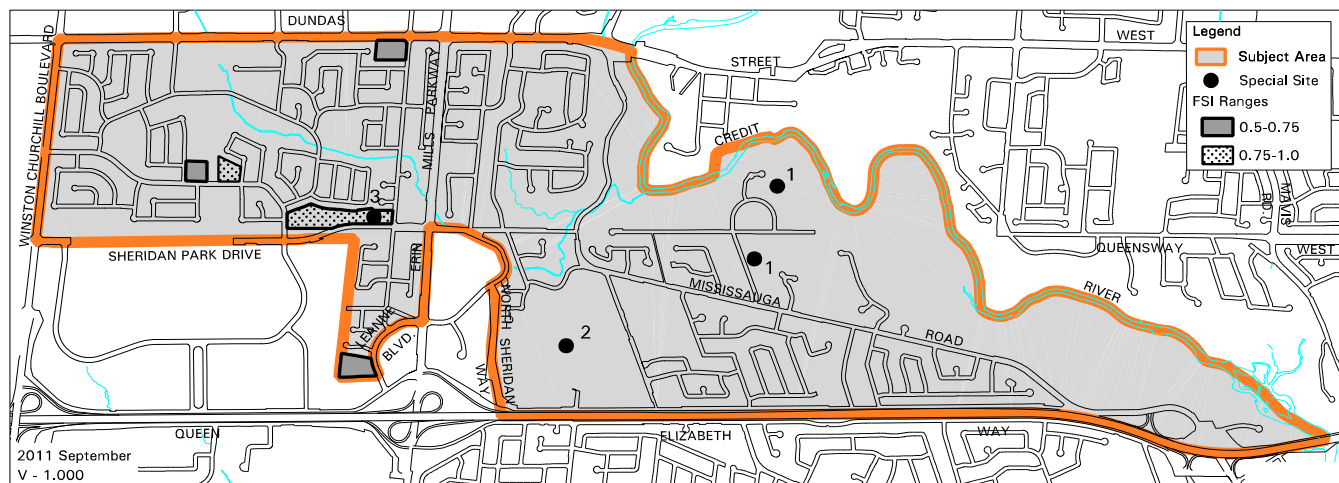 DUNDAS
WEST
STREET
Legend
Subject Area
Special Site
FSI Ranges
0.5-0.75
0.75-1.0
WINSTON CHURCHILL BOULEVARD
MILLS PARKWAY
ERIN
CREDIT
1
3
MAVIS
RD.
QUEENSWAY
WEST
SHERIDAN PARK DRIVE
1
MISSISSAUGA
ROAD
RIVER
NORTH SHERIDAN
WAY
LEANNE
BLVD.
2
QUEEN
ELIZABETH
WAY
2011 September
V - 1.000